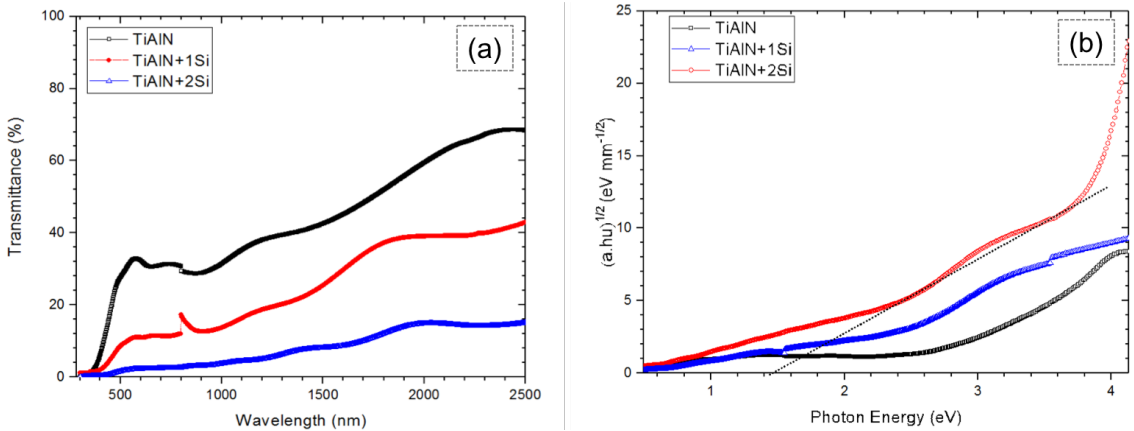 100
80
60
40
20
0
Transmittance (%)
TiAlN
TiAlN+1Si
TiAlN+2Si
(a)
500
1000
1500
2000
2500
Wavelength (nm)
25
20
15
10
5
0
(a.hu)1/2 (eV mm-1/2)
TiAlN
TiAlN+1Si
TiAlN+2Si
(b)
1
2
3
4
Photon Energy (eV)